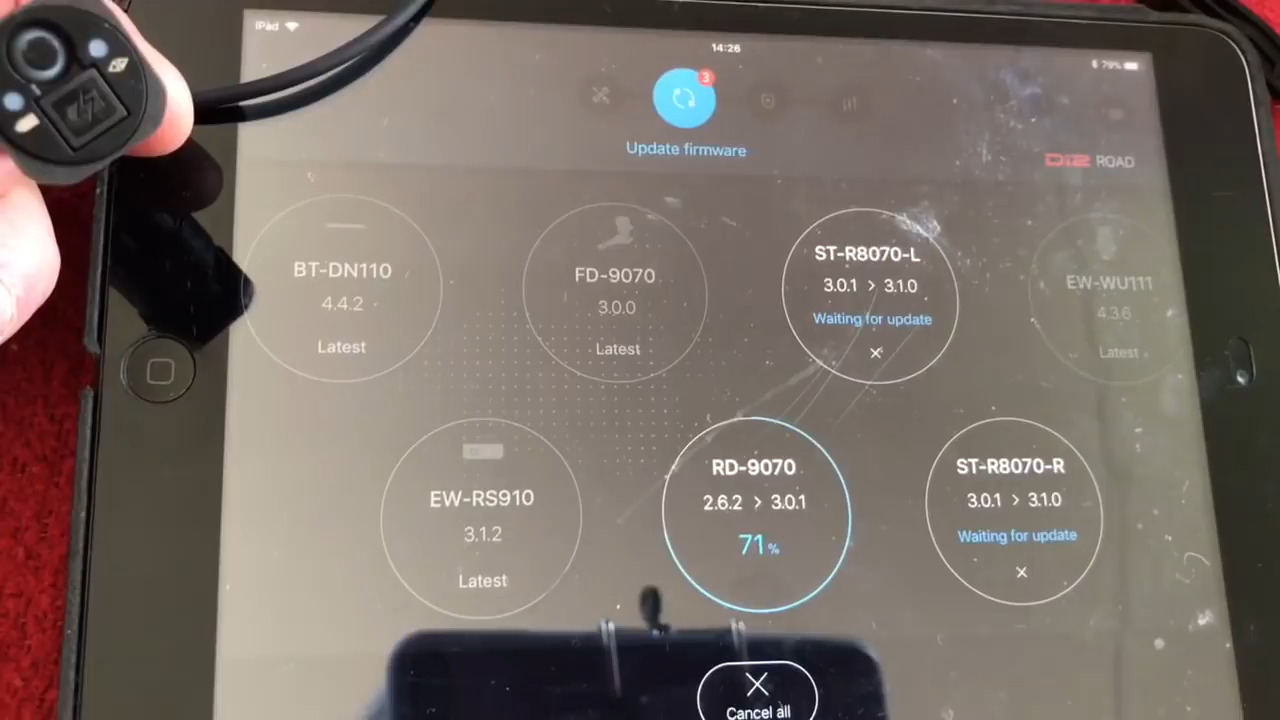 iPad
14:26
79%
3
Update firmware
Di2 ROAD
BT-DN110
4.4.2
Latest
FD-9070
3.0.0
Latest
ST-R8070-L
3.0.1 > 3.1.0
Waiting for update
×
EW-WU111
4.3.6
Latest
EW-RS910
3.1.2
Latest
RD-9070
2.6.2 > 3.0.1
71%
ST-R8070-R
3.0.1 > 3.1.0
Waiting for update
×
×
Cancel all